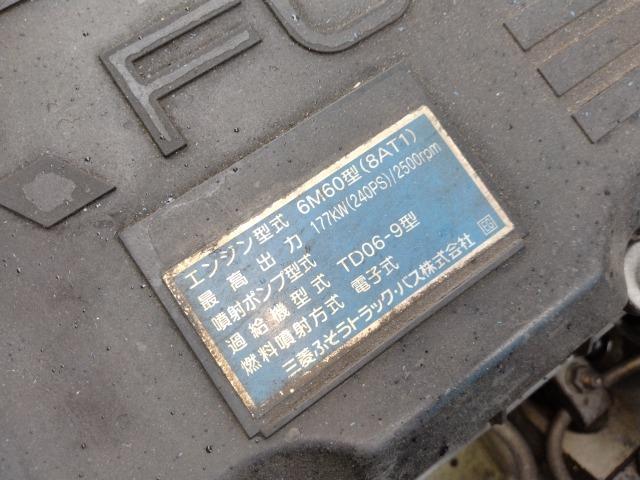 FU
エンジン型式 6M60型(8AT1)
最高出力 177kW(240PS)/2500rpm
噴射ポンプ型式
過給機型式 TD06-9型
燃料噴射方式 電子式
三菱ふそうトラック・バス株式会社